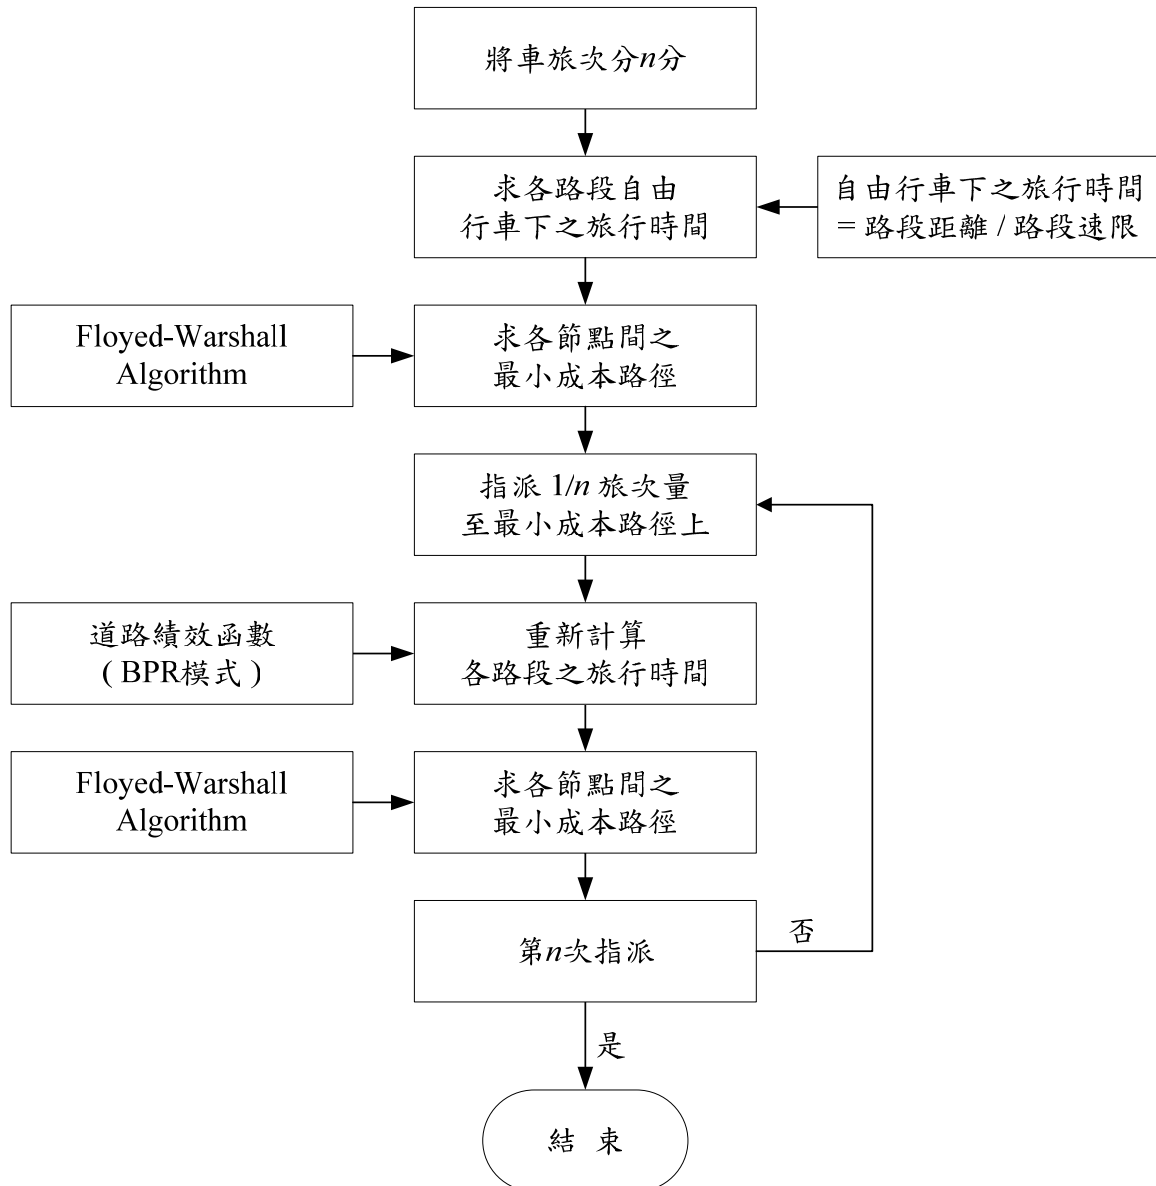 將車旅次分n分
求各路段自由
行車下之旅行時間
自由行車下之旅行時間
= 路段距離 / 路段速限
Floyed-Warshall
Algorithm
求各節點間之
最小成本路徑
指派 1/n 旅次量
至最小成本路徑上
道路績效函數
( BPR模式 )
重新計算
各路段之旅行時間
Floyed-Warshall
Algorithm
求各節點間之
最小成本路徑
第n次指派
否
是
結 束